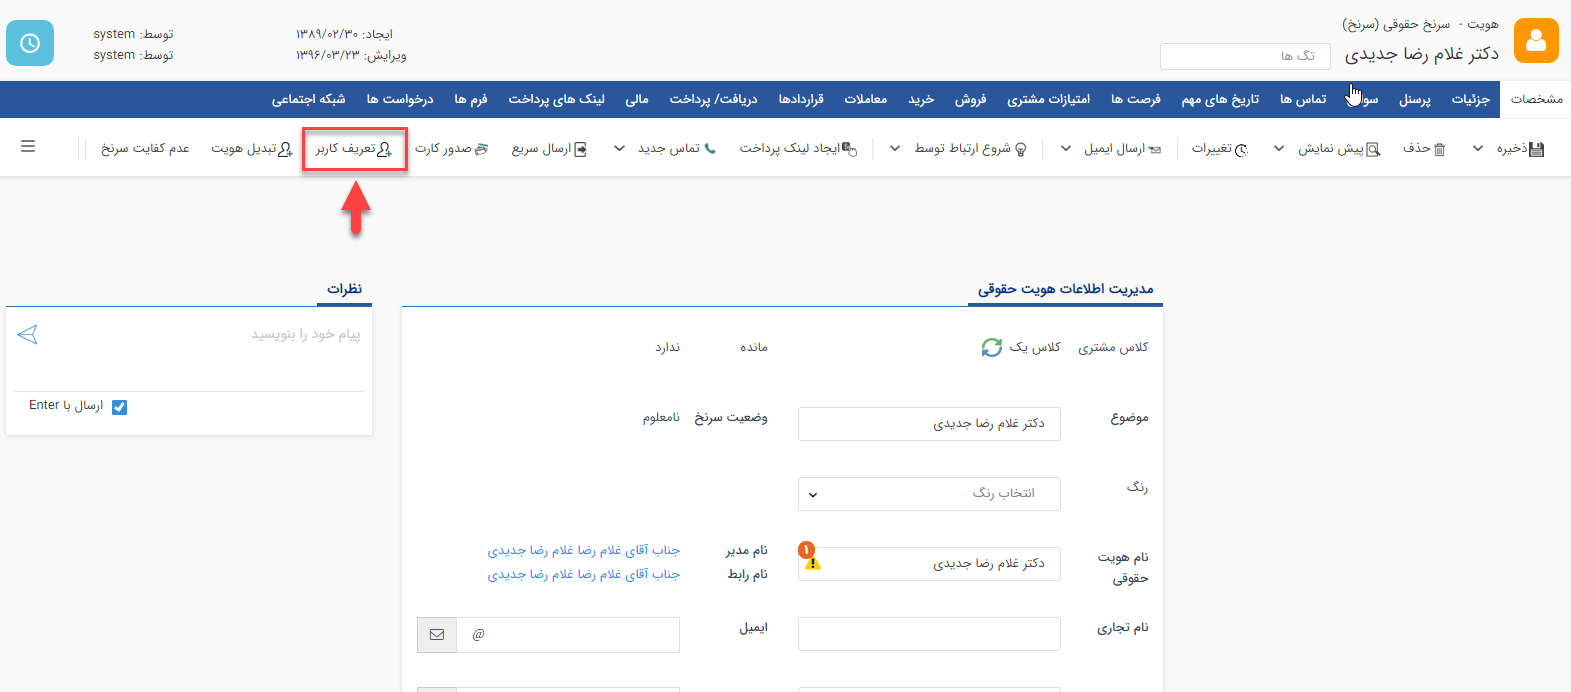 هویت - سرنخ حقوقی (سرنخ)
دکتر غلام رضا جدیدی
تگ ها
ایجاد: ۱۳۸۹/۰۲/۳۰
توسط: system
ویرایش: ۱۳۹۶/۰۳/۲۳
توسط: system
مشخصات جزئیات پرسنل تماس ها تاریخ های مهم فرصت ها امتیازات مشتری فروش خرید معاملات قراردادها دریافت/ پرداخت مالی لینک های پرداخت فرم ها درخواست ها شبکه اجتماعی
ذخیره حذف پیش نمایش تغییرات ارسال ایمیل شروع ارتباط توسط ایجاد لینک پرداخت تماس جدید ارسال سریع صدور کارت تعریف کاربر تبدیل هویت عدم کفایت سرنخ
مدیریت اطلاعات هویت حقوقی
کلاس مشتری کلاس یک مانده ندارد
موضوع دکتر غلام رضا جدیدی وضعیت سرنخ نامعلوم
رنگ انتخاب رنگ
نام هویت حقوقی دکتر غلام رضا جدیدی ۱
نام مدیر جناب آقای غلام رضا غلام رضا جدیدی
نام رابط جناب آقای غلام رضا غلام رضا جدیدی
نام تجاری ایمیل @
نظرات
پیام خود را بنویسید
ارسال با Enter